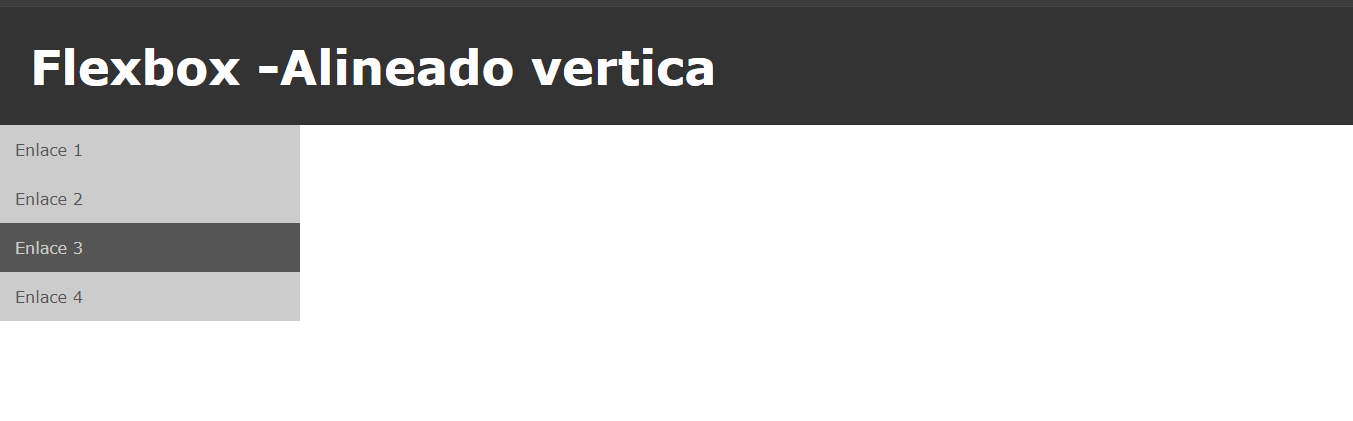 Flexbox -Alineado vertica
Enlace 1
Enlace 2
Enlace 3
Enlace 4